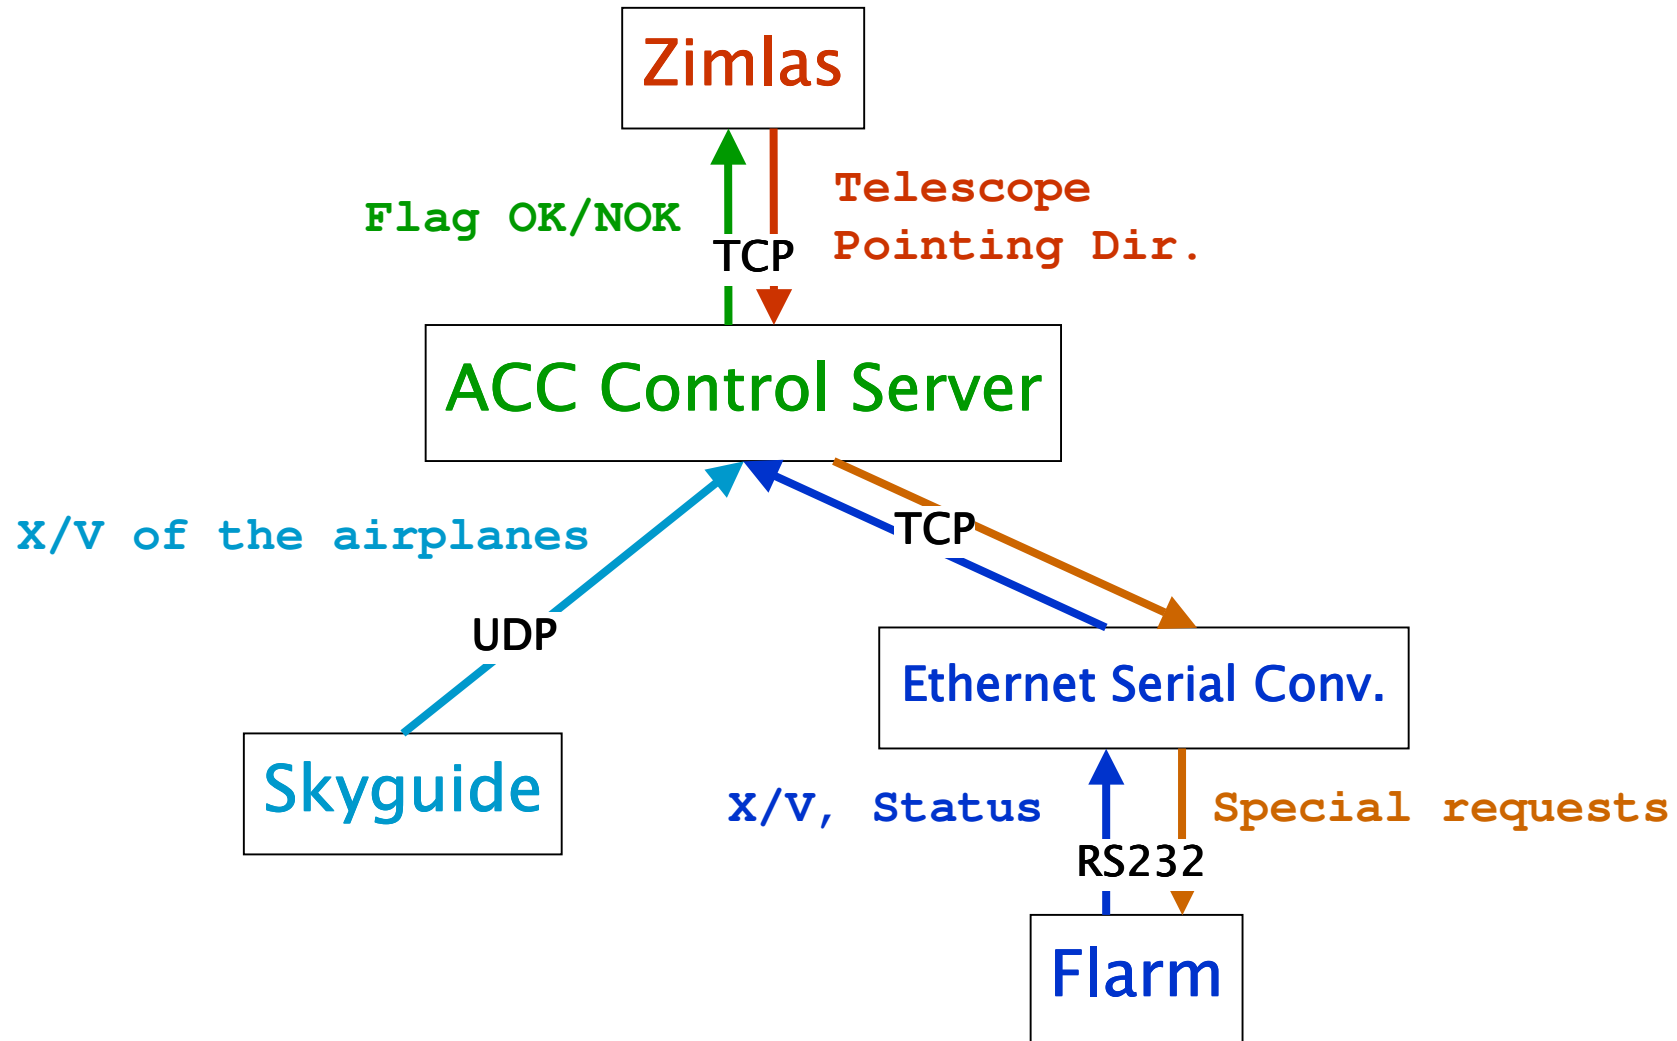 Zimlas
Flag OK/NOK
Telescope
Pointing Dir.
TCP
ACC Control Server
X/V of the airplanes
TCP
UDP
Ethernet Serial Conv.
Skyguide
X/V, Status
Special requests
RS232
Flarm